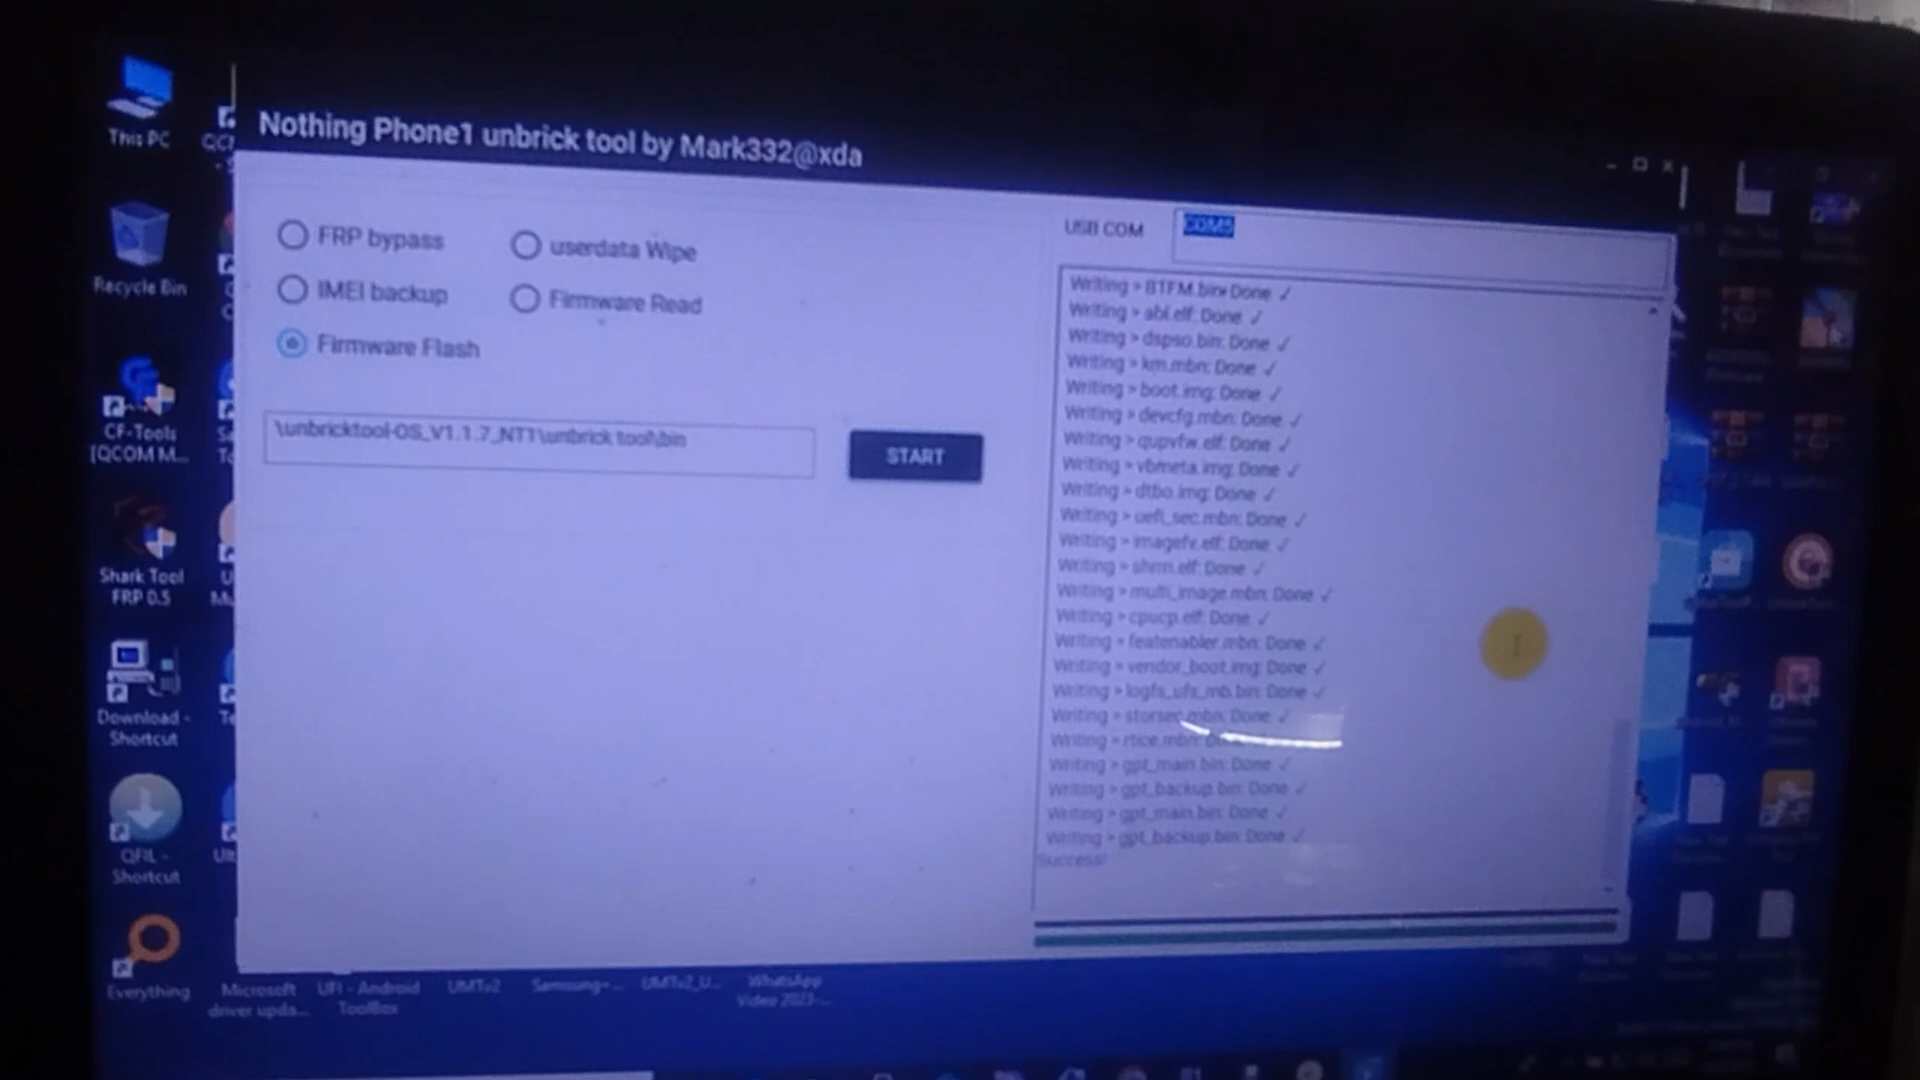 This PC
Recycle Bin
CF-Tools
[QCOM M...
Shark Tool
FRP 0.5
Download -
Shortcut
QFIL -
Shortcut
Everything
Nothing Phone1 unbrick tool by Mark332@xda
FRP bypass
userdata Wipe
IMEI backup
Firmware Read
Firmware Flash
\unbricktool-OS_V1.1.7_NT1\unbrick tool\bin
START
USB COM
COM5
Writing > BTFM.bin: Done ✓
Writing > abl.elf: Done ✓
Writing > dspso.bin: Done ✓
Writing > km.mbn: Done ✓
Writing > boot.img: Done ✓
Writing > devcfg.mbn: Done ✓
Writing > qupvfw.elf: Done ✓
Writing > vbmeta.img: Done ✓
Writing > dtbo.img: Done ✓
Writing > uefi_sec.mbn: Done ✓
Writing > imagefv.elf: Done ✓
Writing > shrm.elf: Done ✓
Writing > multi_image.mbn: Done ✓
Writing > cpucp.elf: Done ✓
Writing > featenabler.mbn: Done ✓
Writing > vendor_boot.img: Done ✓
Writing > logfs_ufs_mb.bin: Done ✓
Writing > storsec.mbn: Done ✓
Writing > rtice.mbn:
Writing > gpt_main.bin: Done ✓
Writing > gpt_backup.bin: Done ✓
Writing > gpt_main.bin: Done ✓
Writing > gpt_backup.bin: Done ✓
Success!
Microsoft
driver upda...
UFI - Android
ToolBox
UMTv2
Samsung+...
UMTv2_U...
WhatsApp
Video 2023-...